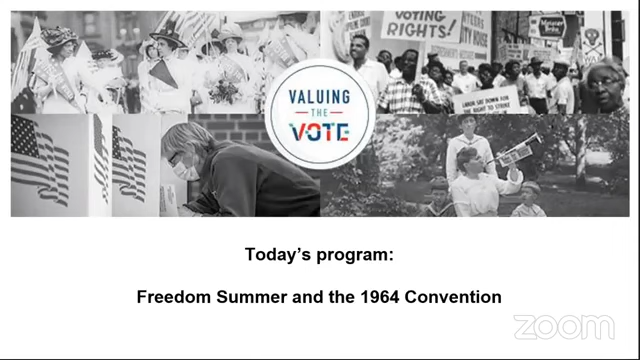 VOTING
RIGHTS!
VALUING
THE
VOTE
Today's program:
Freedom Summer and the 1964 Convention
zoom